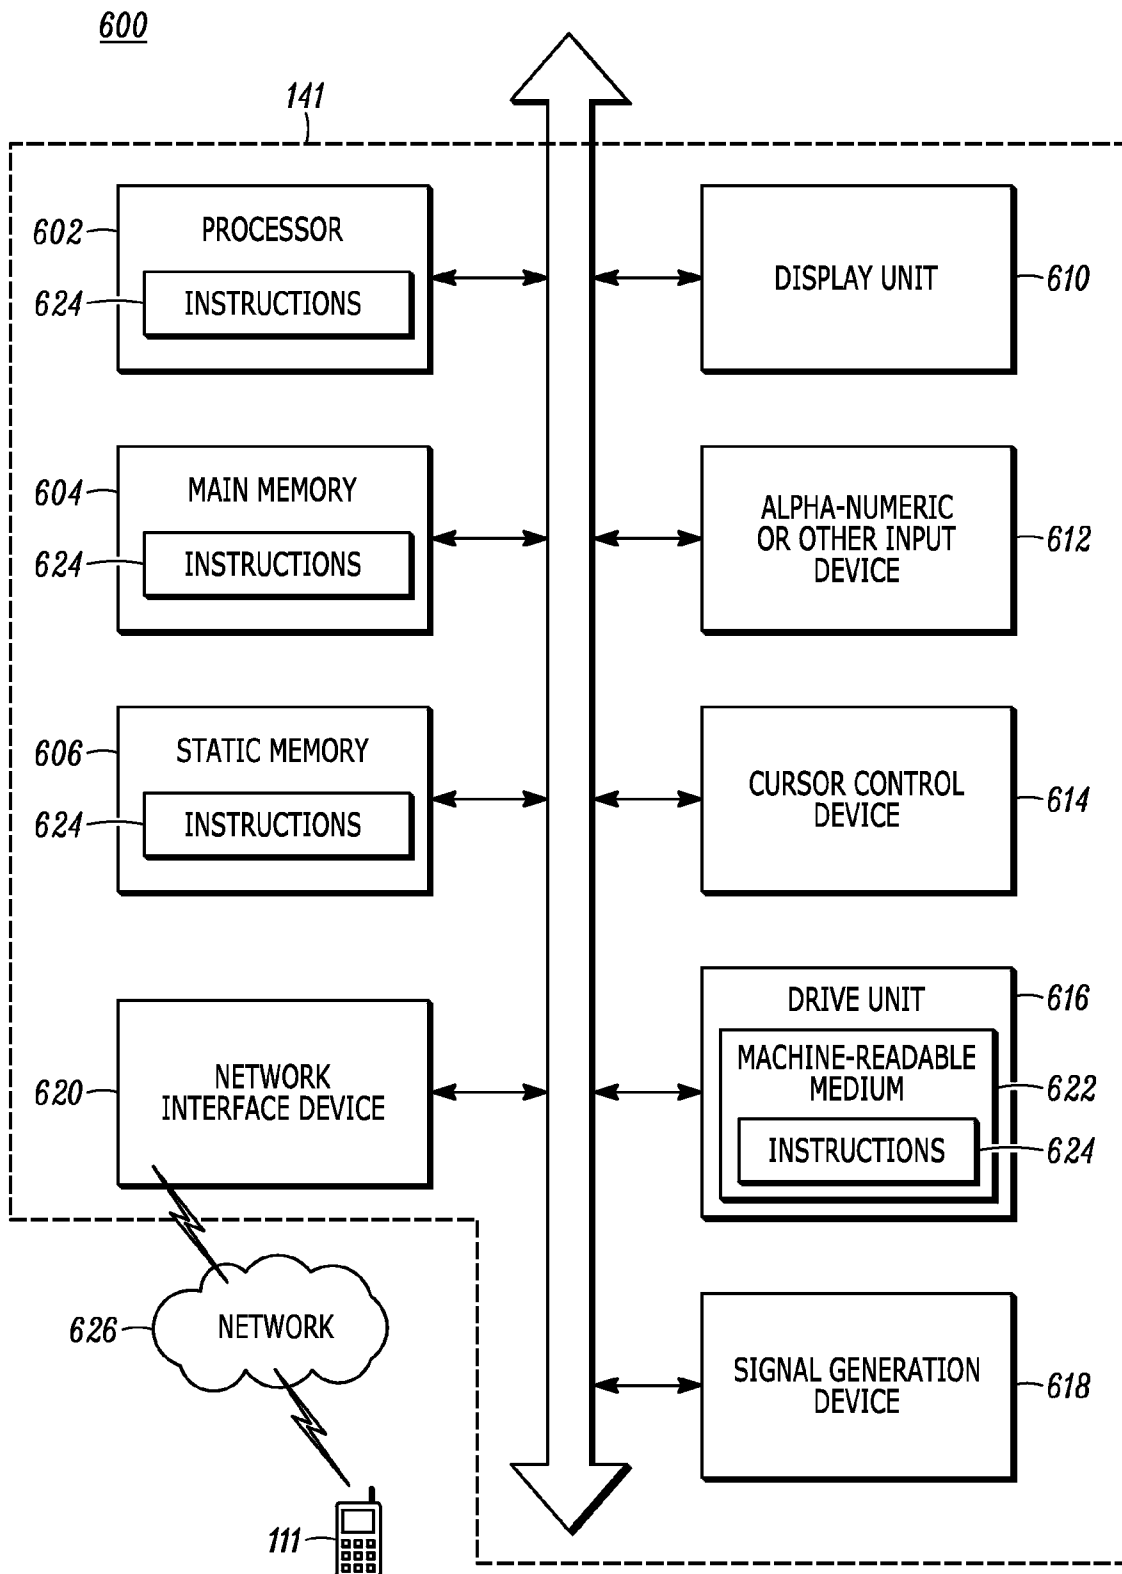 600
141
602
PROCESSOR
624
INSTRUCTIONS
604
MAIN MEMORY
624
INSTRUCTIONS
606
STATIC MEMORY
624
INSTRUCTIONS
620
NETWORK
INTERFACE DEVICE
626
NETWORK
111
DISPLAY UNIT
610
ALPHA-NUMERIC
OR OTHER INPUT
DEVICE
612
CURSOR CONTROL
DEVICE
614
DRIVE UNIT
616
MACHINE-READABLE
MEDIUM
622
INSTRUCTIONS
624
SIGNAL GENERATION
DEVICE
618